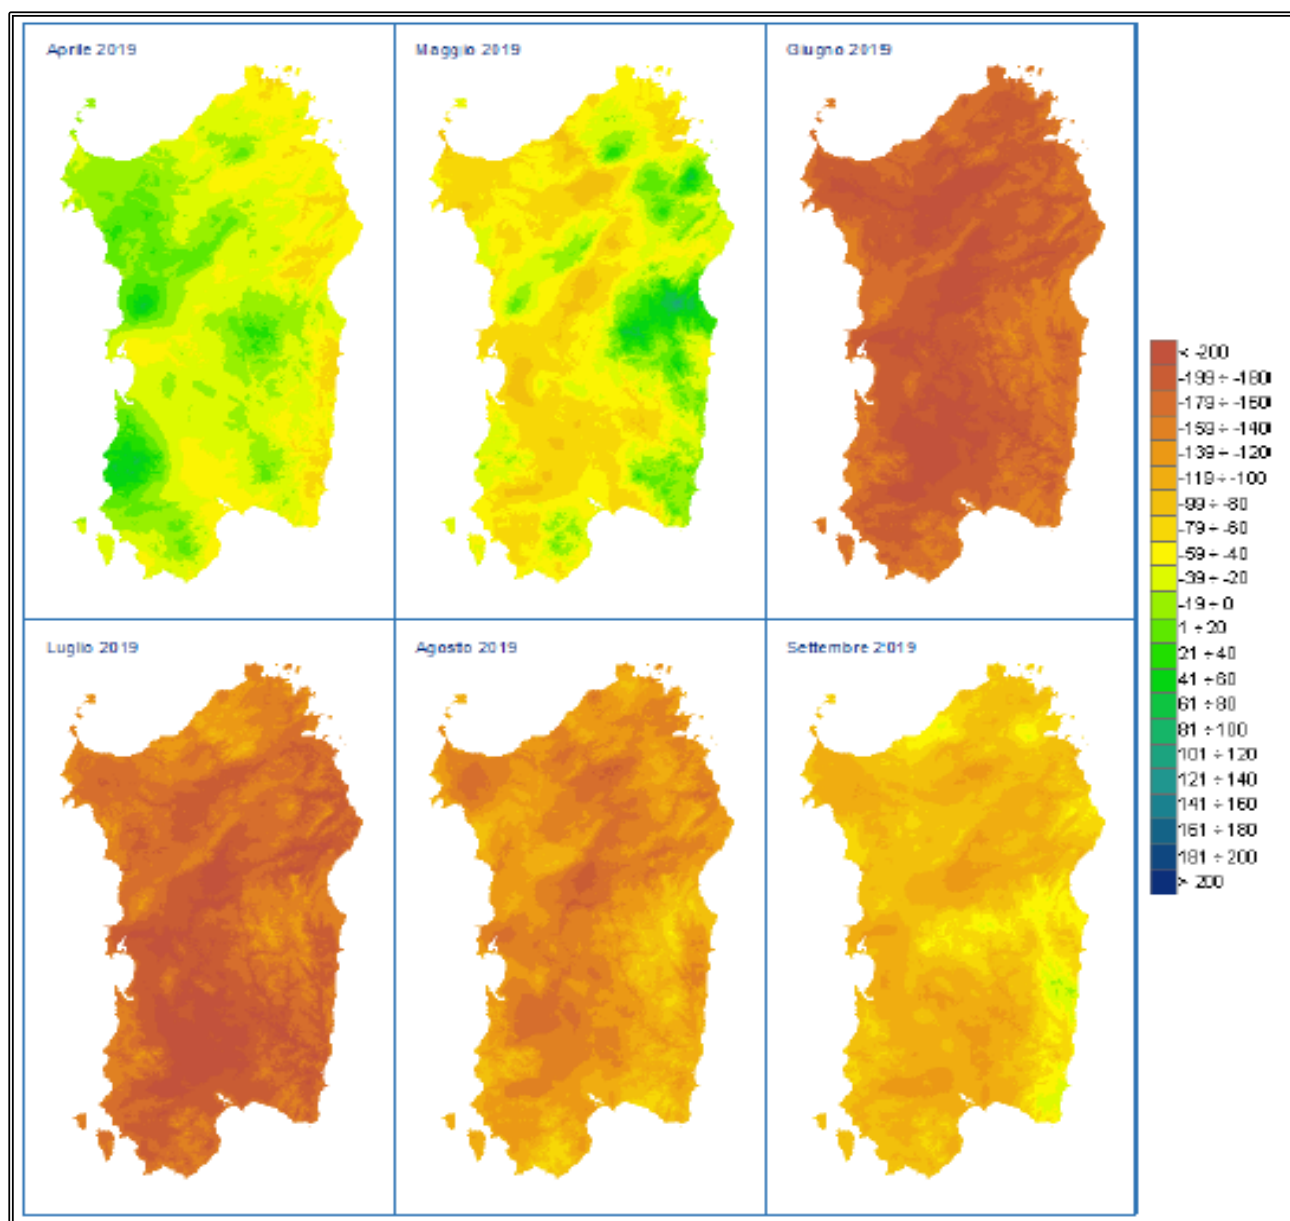 Aprile 2019
Maggio 2019
Giugno 2019
Luglio 2019
Agosto 2019
Settembre 2019
< -200
-199 ÷ -180
-179 ÷ -160
-159 ÷ -140
-139 ÷ -120
-119 ÷ -100
-99 ÷ -80
-79 ÷ -60
-59 ÷ -40
-39 ÷ -20
-19 ÷ 0
1 ÷ 20
21 ÷ 40
41 ÷ 60
61 ÷ 80
81 ÷ 100
101 ÷ 120
121 ÷ 140
141 ÷ 160
161 ÷ 180
181 ÷ 200
> 200